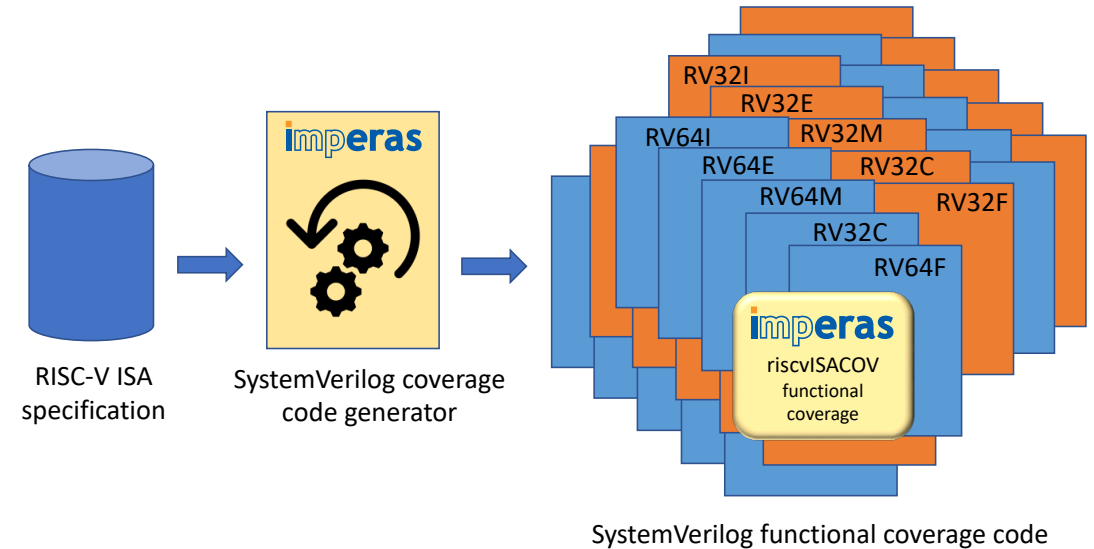 imperas
RISC-V ISA
specification
SystemVerilog coverage
code generator
RV32I
RV32E
RV32M
RV32C
RV32F
RV64I
RV64E
RV64M
RV32C
RV64F
imperas
riscvISACOV
functional
coverage
SystemVerilog functional coverage code